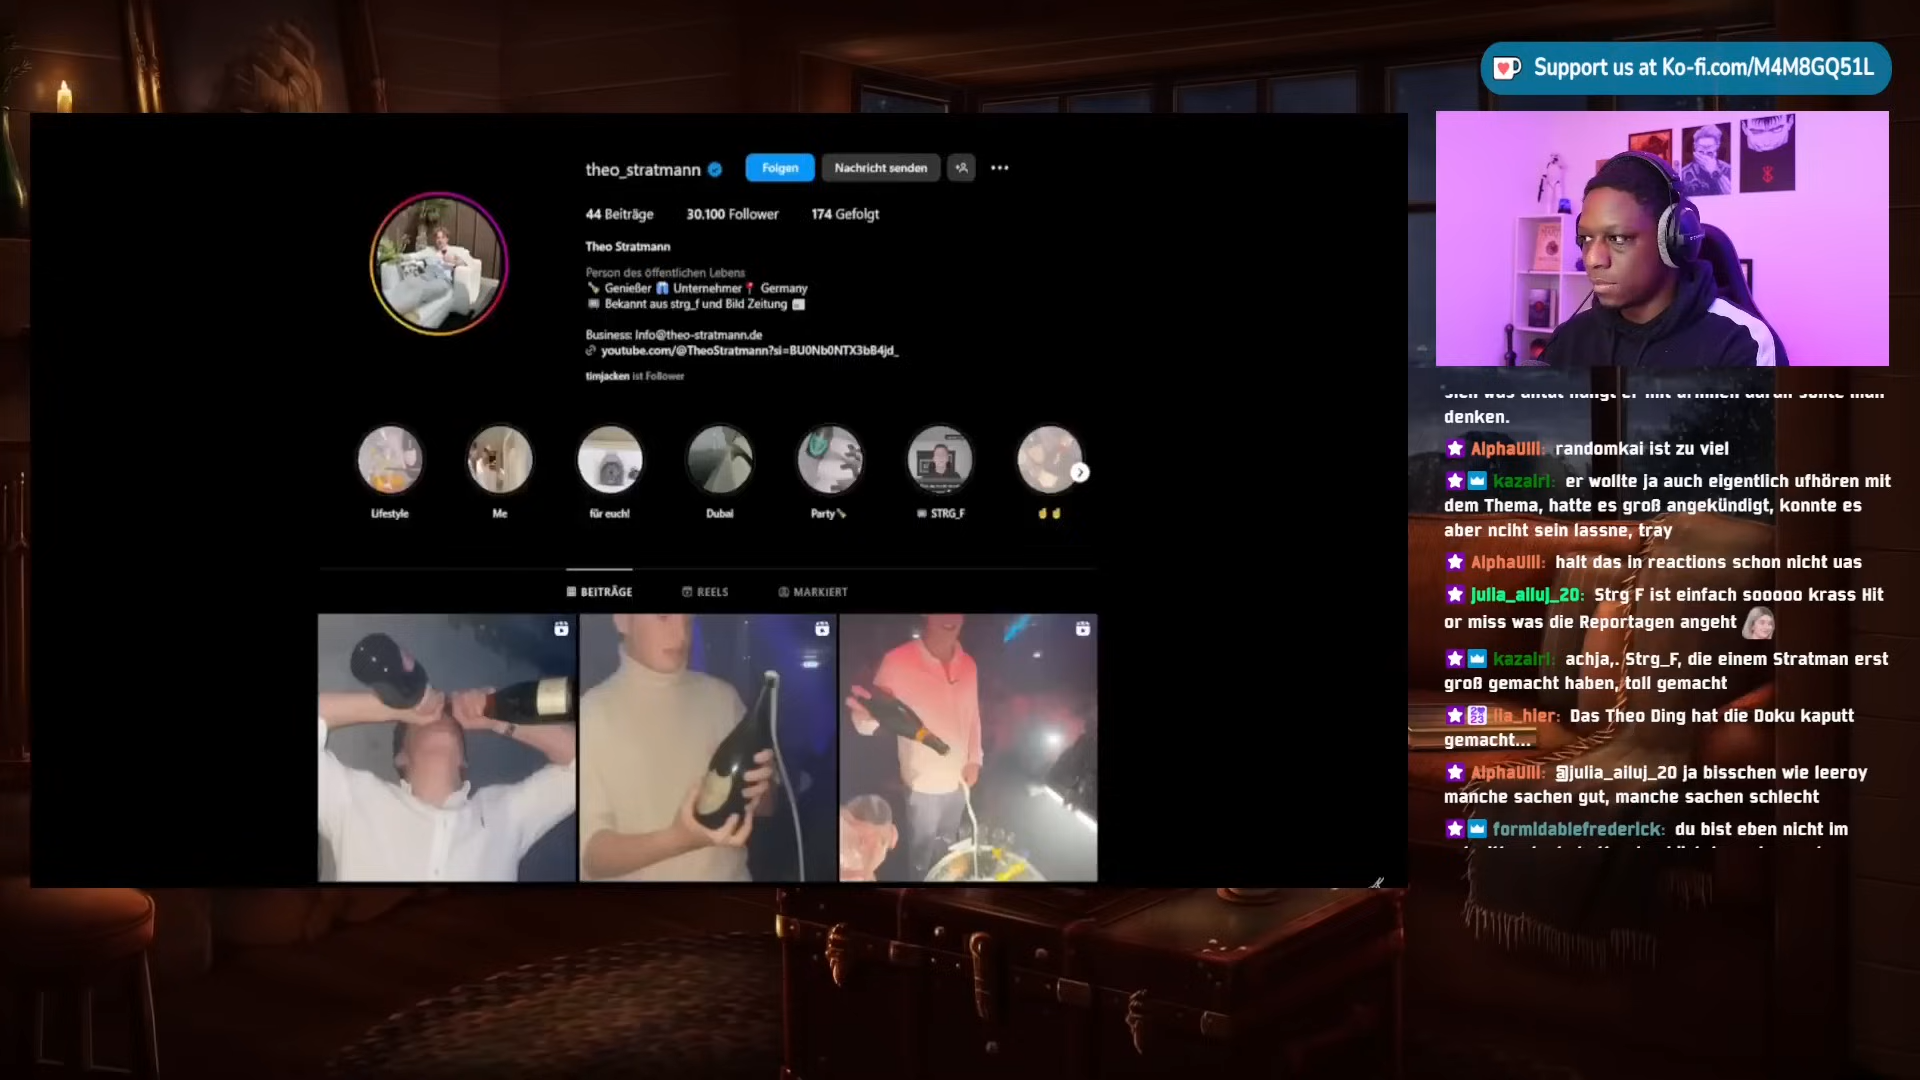 Support us at Ko-fi.com/M4M8GQ51L
theo_stratmann
Folgen
Nachricht senden
44 Beiträge
30.100 Follower
174 Gefolgt
Theo Stratmann
Person des öffentlichen Lebens
Genießer Unternehmer Germany
Bekannt aus strg_f und Bild Zeitung
Business: Info@theo-stratmann.de
youtube.com/@TheoStratmann?si=BU0Nb0NTX3bB4jd_
timjacken ist Follower
Lifestyle
Me
für euch!
Dubai
Party
STRG_F
BEITRÄGE
REELS
MARKIERT
denken.
AlphaUlli: randomkai ist zu viel
kazairi: er wollte ja auch eigentlich ufhören mit
dem Thema, hatte es groß angekündigt, konnte es
aber nciht sein lassne, tray
AlphaUlli: halt das in reactions schon nicht uas
julia_ailuj_20: Strg F ist einfach sooooo krass Hit
or miss was die Reportagen angeht
kazairi: achja,. Strg_F, die einem Stratman erst
groß gemacht haben, toll gemacht
lia_hier: Das Theo Ding hat die Doku kaputt
gemacht...
AlphaUlli: @julia_ailuj_20 ja bisschen wie leeroy
manche sachen gut, manche sachen schlecht
formidablefrederick: du bist eben nicht im